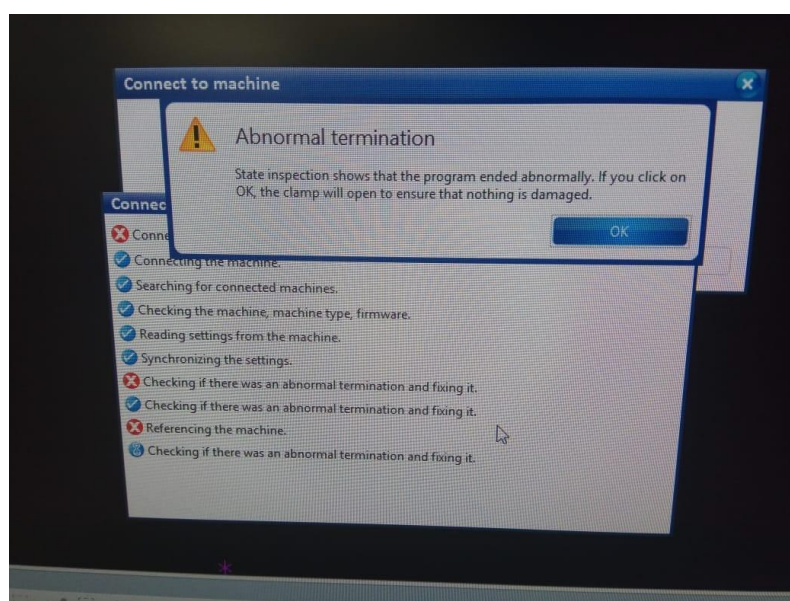 Connect to machine
Abnormal termination
State inspection shows that the program ended abnormally. If you click on
OK, the clamp will open to ensure that nothing is damaged.
OK
Connec
Conne
Connecting the machine.
Searching for connected machines.
Checking the machine, machine type, firmware.
Reading settings from the machine.
Synchronizing the settings.
Checking if there was an abnormal termination and fixing it.
Checking if there was an abnormal termination and fixing it.
Referencing the machine.
Checking if there was an abnormal termination and fixing it.